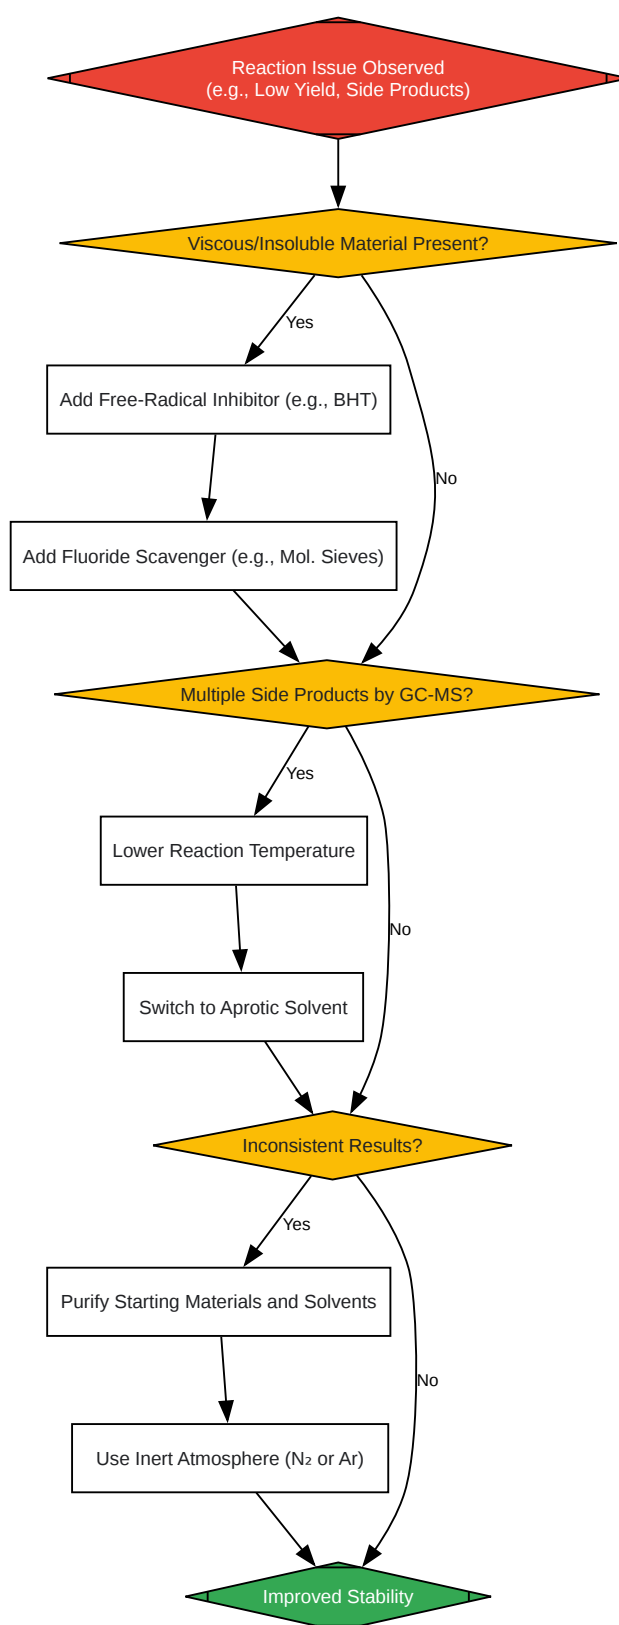 Reaction Issue Observed
(e.g., Low Yield, Side Products)
Viscous/Insoluble Material Present?
Yes
Add Free-Radical Inhibitor (e.g., BHT)
No
Add Fluoride Scavenger (e.g., Mol. Sieves)
Multiple Side Products by GC-MS?
Yes
Lower Reaction Temperature
No
Switch to Aprotic Solvent
Inconsistent Results?
Yes
Purify Starting Materials and Solvents
No
Use Inert Atmosphere (N₂ or Ar)
Improved Stability